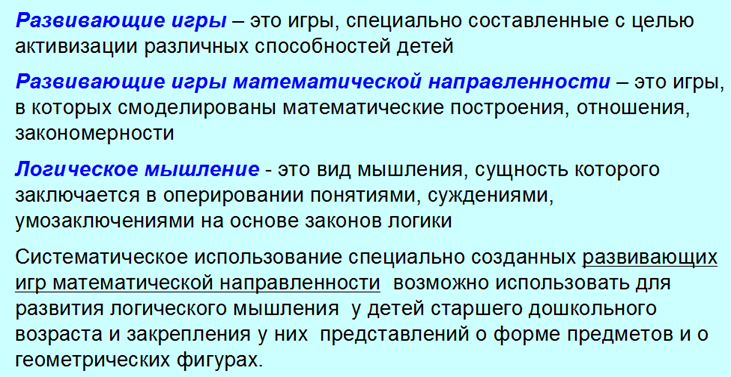 Развивающие игры – это игры, специально составленные с целью
активизации различных способностей детей
Развивающие игры математической направленности – это игры,
в которых смоделированы математические построения, отношения,
закономерности
Логическое мышление - это вид мышления, сущность которого
заключается в оперировании понятиями, суждениями,
умозаключениями на основе законов логики
Систематическое использование специально созданных развивающих
игр математической направленности возможно использовать для
развития логического мышления у детей старшего дошкольного
возраста и закрепления у них представлений о форме предметов и о
геометрических фигурах.